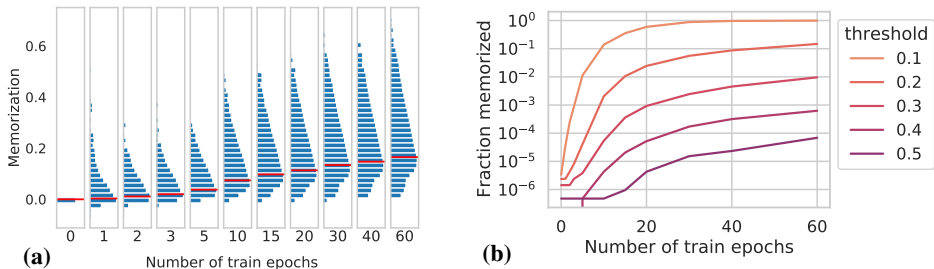 Memorization
0.6
0.4
0.2
0.0
0 1 2 3 5 10 15 20 30 40 60
Number of train epochs
(a)
Fraction memorized
10⁰
10⁻¹
10⁻²
10⁻³
10⁻⁴
10⁻⁵
10⁻⁶
0 20 40 60
Number of train epochs
(b)
threshold
0.1
0.2
0.3
0.4
0.5